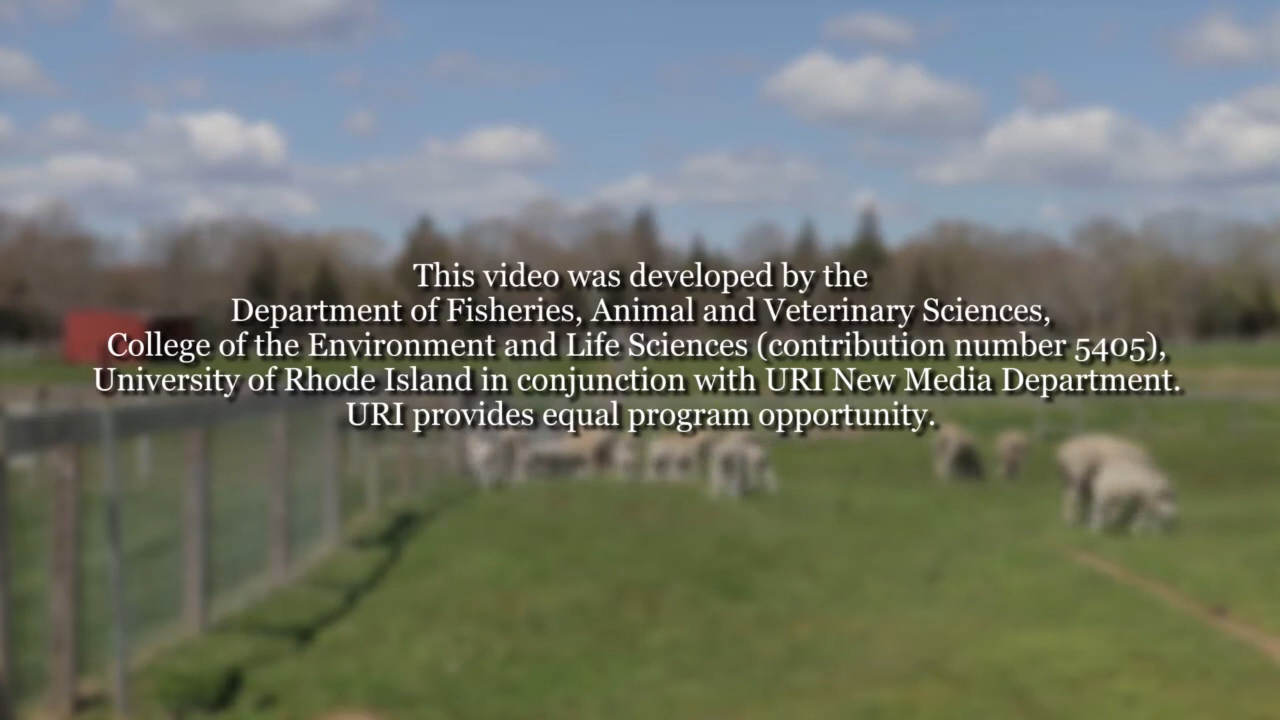 This video was developed by the
Department of Fisheries, Animal and Veterinary Sciences,
College of the Environment and Life Sciences (contribution number 5405),
University of Rhode Island in conjunction with URI New Media Department.
URI provides equal program opportunity.